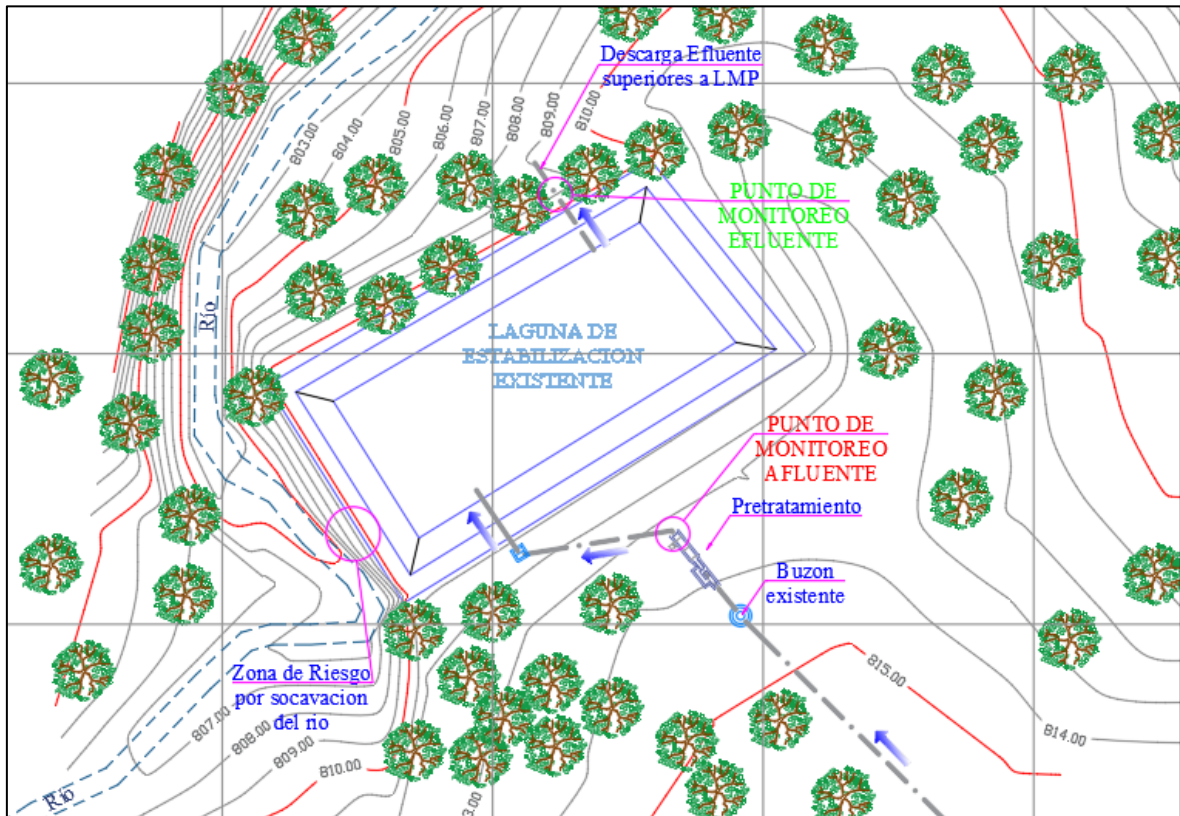 Descarga Efluente
superiores a LMP
803.00
804.00
805.00
806.00
807.00
808.00
809.00
810.00
PUNTO DE
MONITOREO
EFLUENTE
Río
LAGUNA DE
ESTABILIZACION
EXISTENTE
PUNTO DE
MONITOREO
AFLUENTE
Pretratamiento
Buzon
existente
Zona de Riesgo
por socavacion
del rio
815.00
814.00
807.00
808.00
809.00
810.00
Río